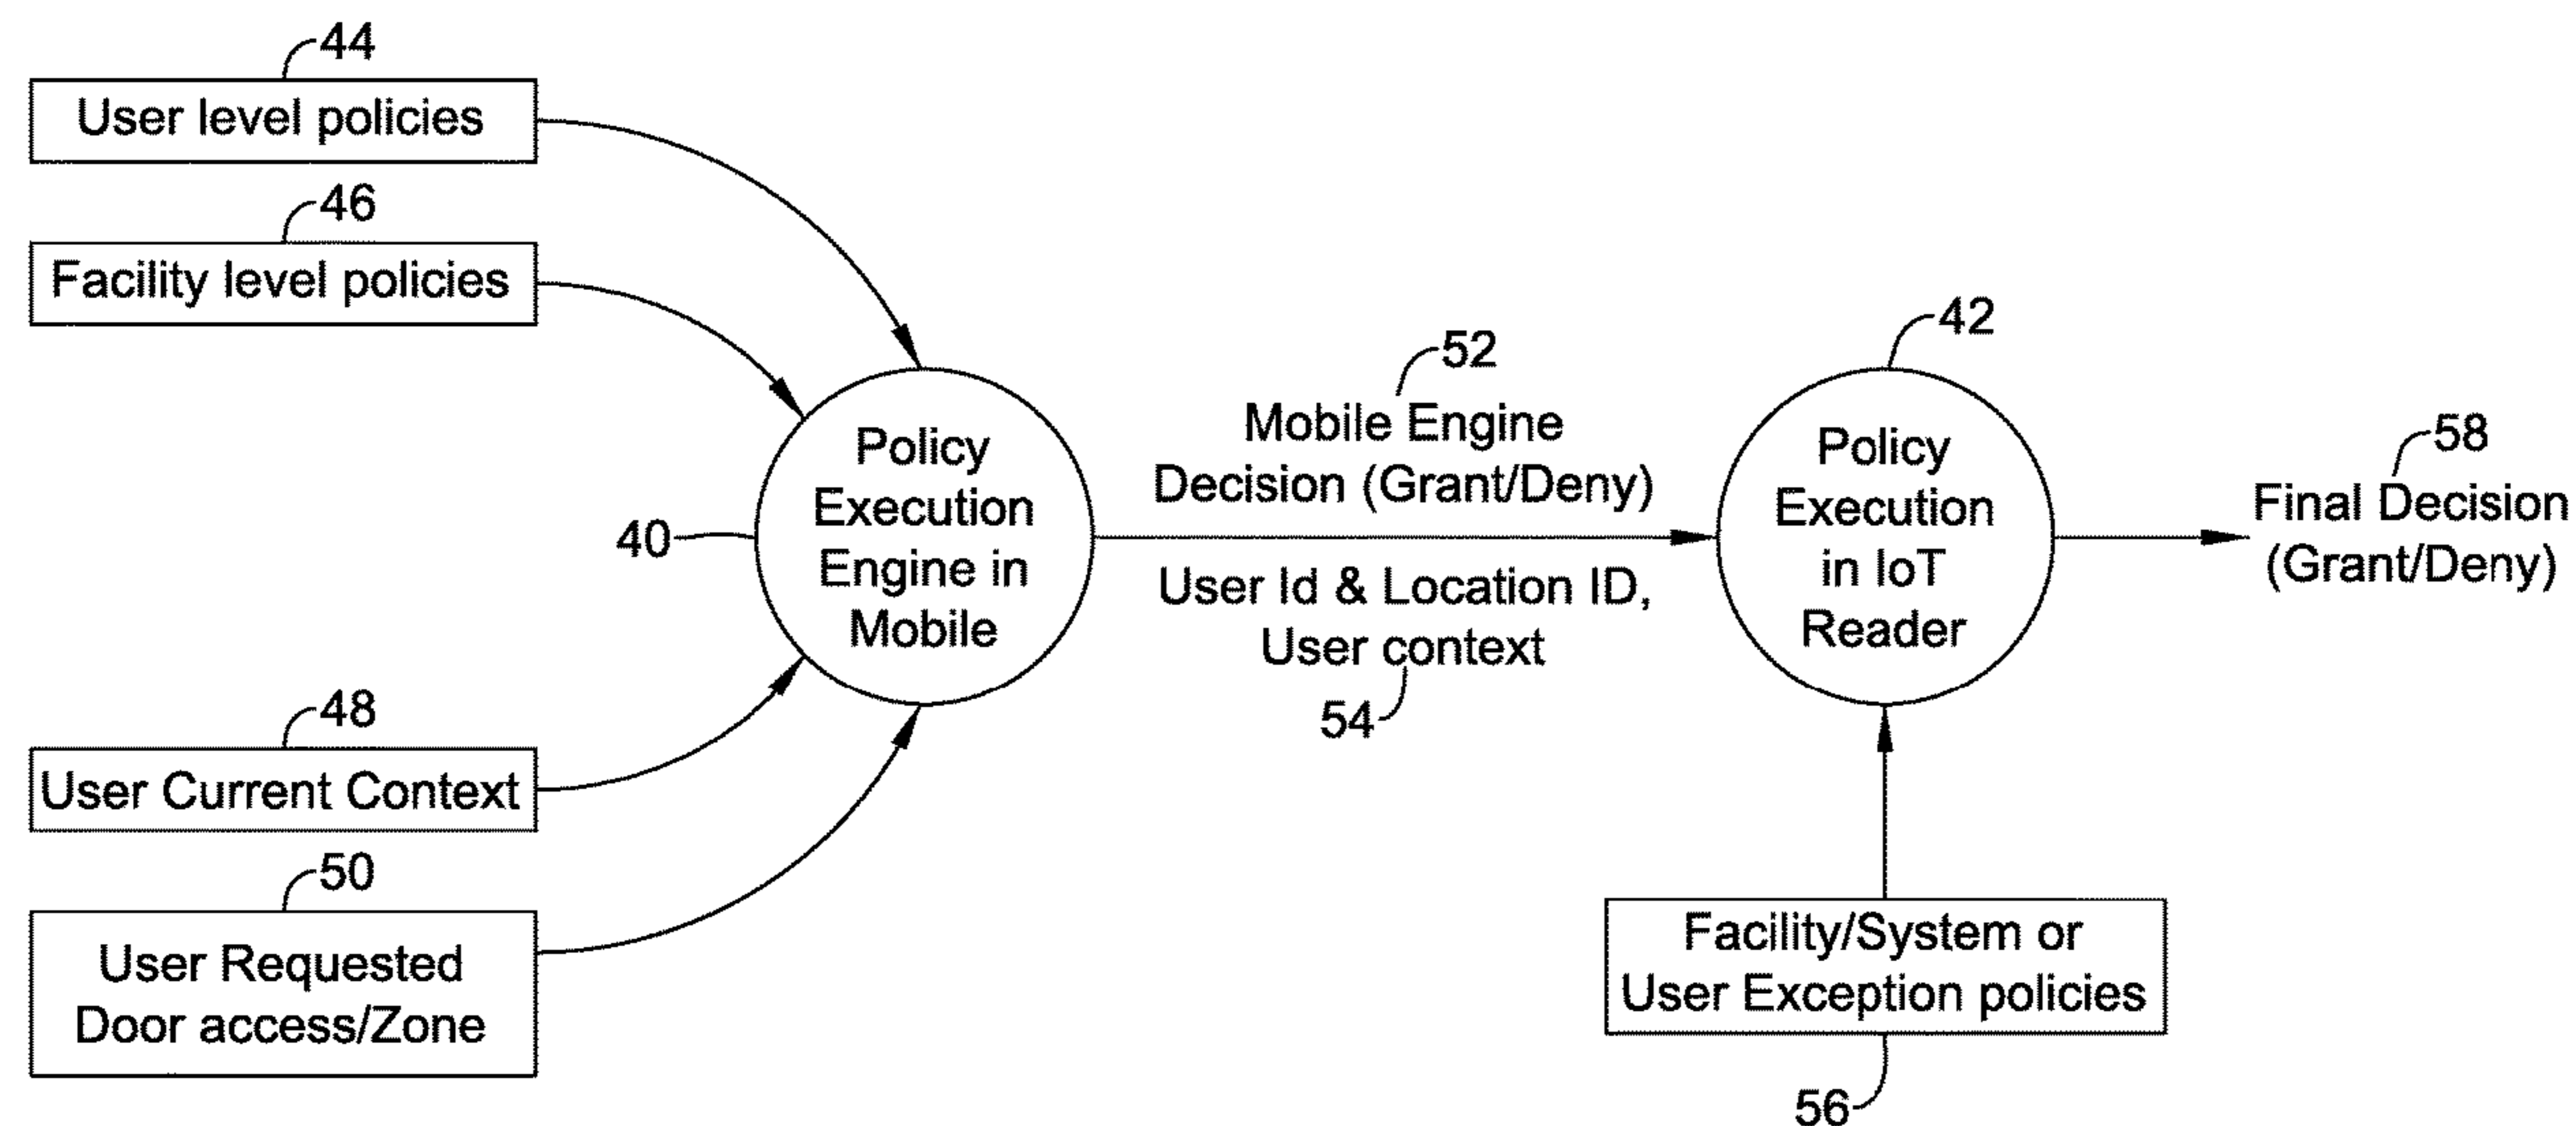 44
User level policies
46
Facility level policies
48
User Current Context
50
User Requested
Door access/Zone
40
Policy
Execution
Engine in
Mobile
52
Mobile Engine
Decision (Grant/Deny)
User Id & Location ID,
User context
54
42
Policy
Execution
in IoT
Reader
Facility/System or
User Exception policies
56
58
Final Decision
(Grant/Deny)